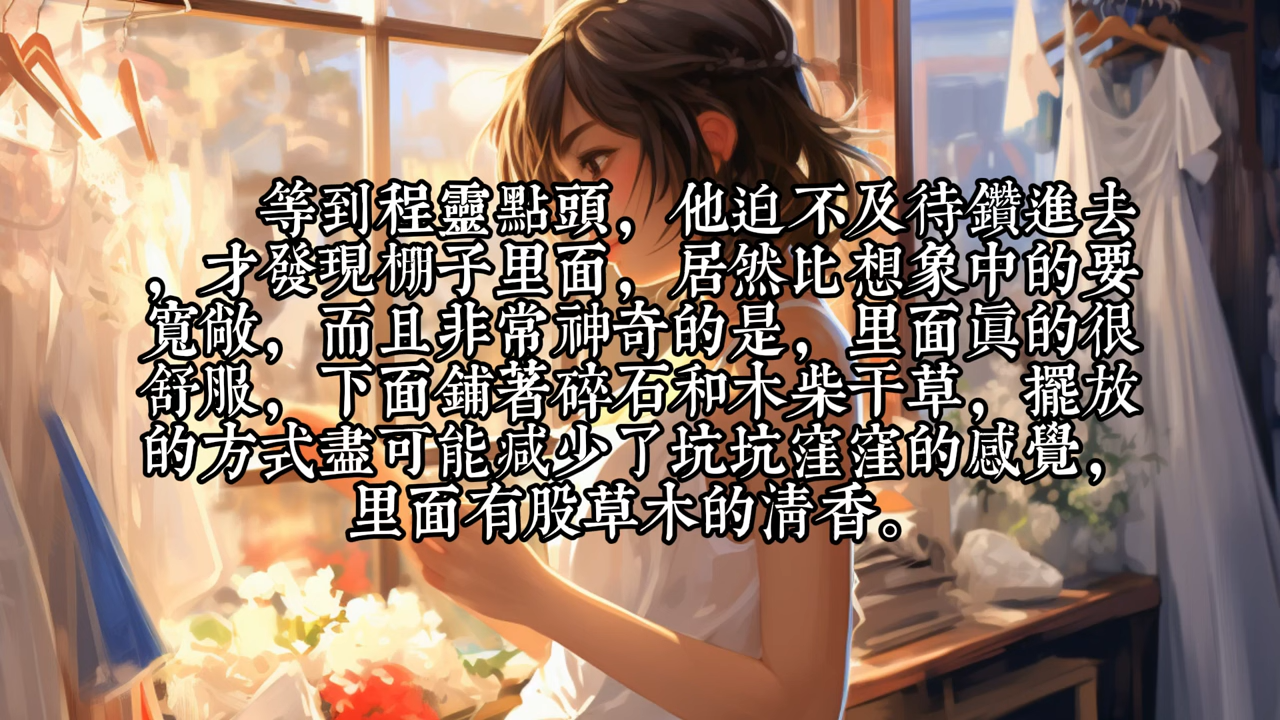 等到程靈點頭，他迫不及待鑽進去
，才發現棚子里面，居然比想象中的要
寬敞，而且非常神奇的是，里面真的很
舒服，下面鋪著碎石和木柴干草，擺放
的方式盡可能减少了坑坑窪窪的感覺，
里面有股草木的清香。